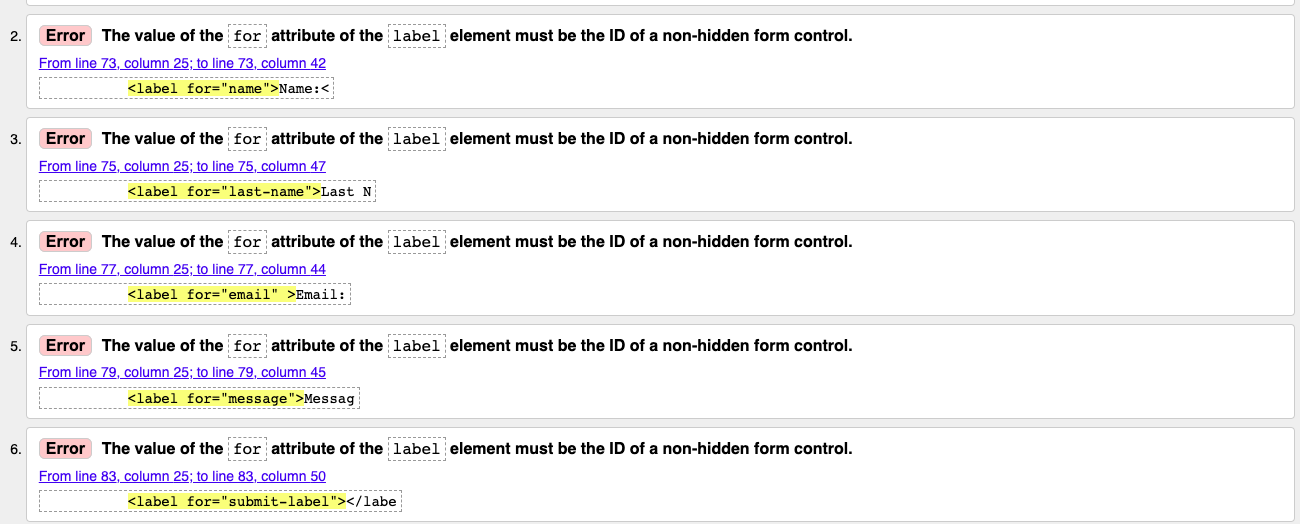 2. Error The value of the for attribute of the label element must be the ID of a non-hidden form control.
From line 73, column 25; to line 73, column 42
<label for="name">Name:<
3. Error The value of the for attribute of the label element must be the ID of a non-hidden form control.
From line 75, column 25; to line 75, column 47
<label for="last-name">Last N
4. Error The value of the for attribute of the label element must be the ID of a non-hidden form control.
From line 77, column 25; to line 77, column 44
<label for="email" >Email:
5. Error The value of the for attribute of the label element must be the ID of a non-hidden form control.
From line 79, column 25; to line 79, column 45
<label for="message">Messag
6. Error The value of the for attribute of the label element must be the ID of a non-hidden form control.
From line 83, column 25; to line 83, column 50
<label for="submit-label"></labe